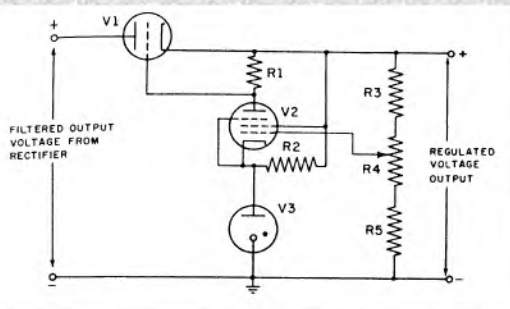 V1
+
+
R1
R3
V2
FILTERED OUTPUT
VOLTAGE FROM
RECTIFIER
R2
R4
REGULATED
VOLTAGE
OUTPUT
V3
R5
−
−